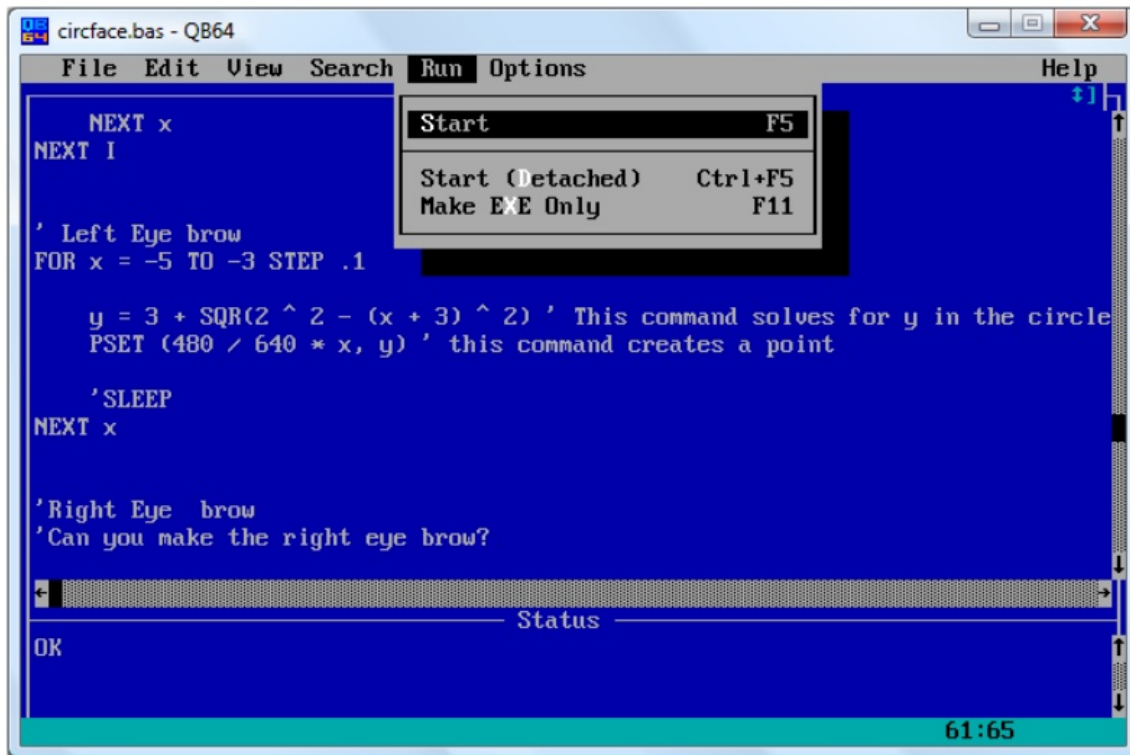 QB64 circface.bas - QB64
File Edit View Search Run Options Help
Start F5
Start (Detached) Ctrl+F5
Make EXE Only F11
NEXT x
NEXT I
' Left Eye brow
FOR x = -5 TO -3 STEP .1
y = 3 + SQR(2 ^ 2 - (x + 3) ^ 2) ' This command solves for y in the circle
PSET (480 / 640 * x, y) ' this command creates a point
'SLEEP
NEXT x
'Right Eye  brow
'Can you make the right eye brow?
Status
OK
61:65